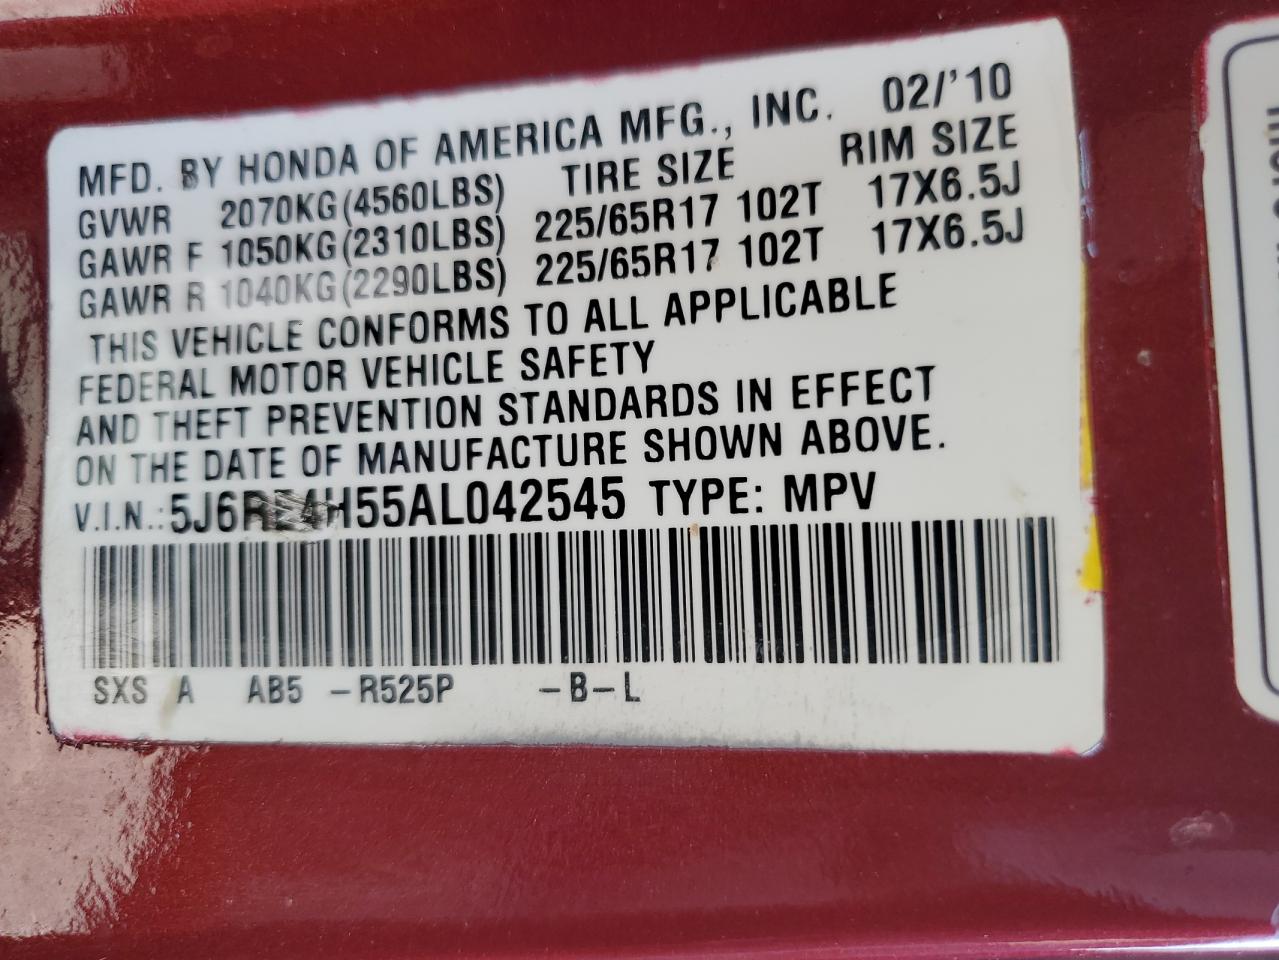 MFD. BY HONDA OF AMERICA MFG., INC. 02/'10
GVWR 2070KG(4560LBS) TIRE SIZE RIM SIZE
GAWR F 1050KG(2310LBS) 225/65R17 102T 17X6.5J
GAWR R 1040KG(2290LBS) 225/65R17 102T 17X6.5J
THIS VEHICLE CONFORMS TO ALL APPLICABLE
FEDERAL MOTOR VEHICLE SAFETY
AND THEFT PREVENTION STANDARDS IN EFFECT
ON THE DATE OF MANUFACTURE SHOWN ABOVE.
V.I.N.:5J6RE4H55AL042545 TYPE: MPV
SXS A AB5 -R525P -B-L